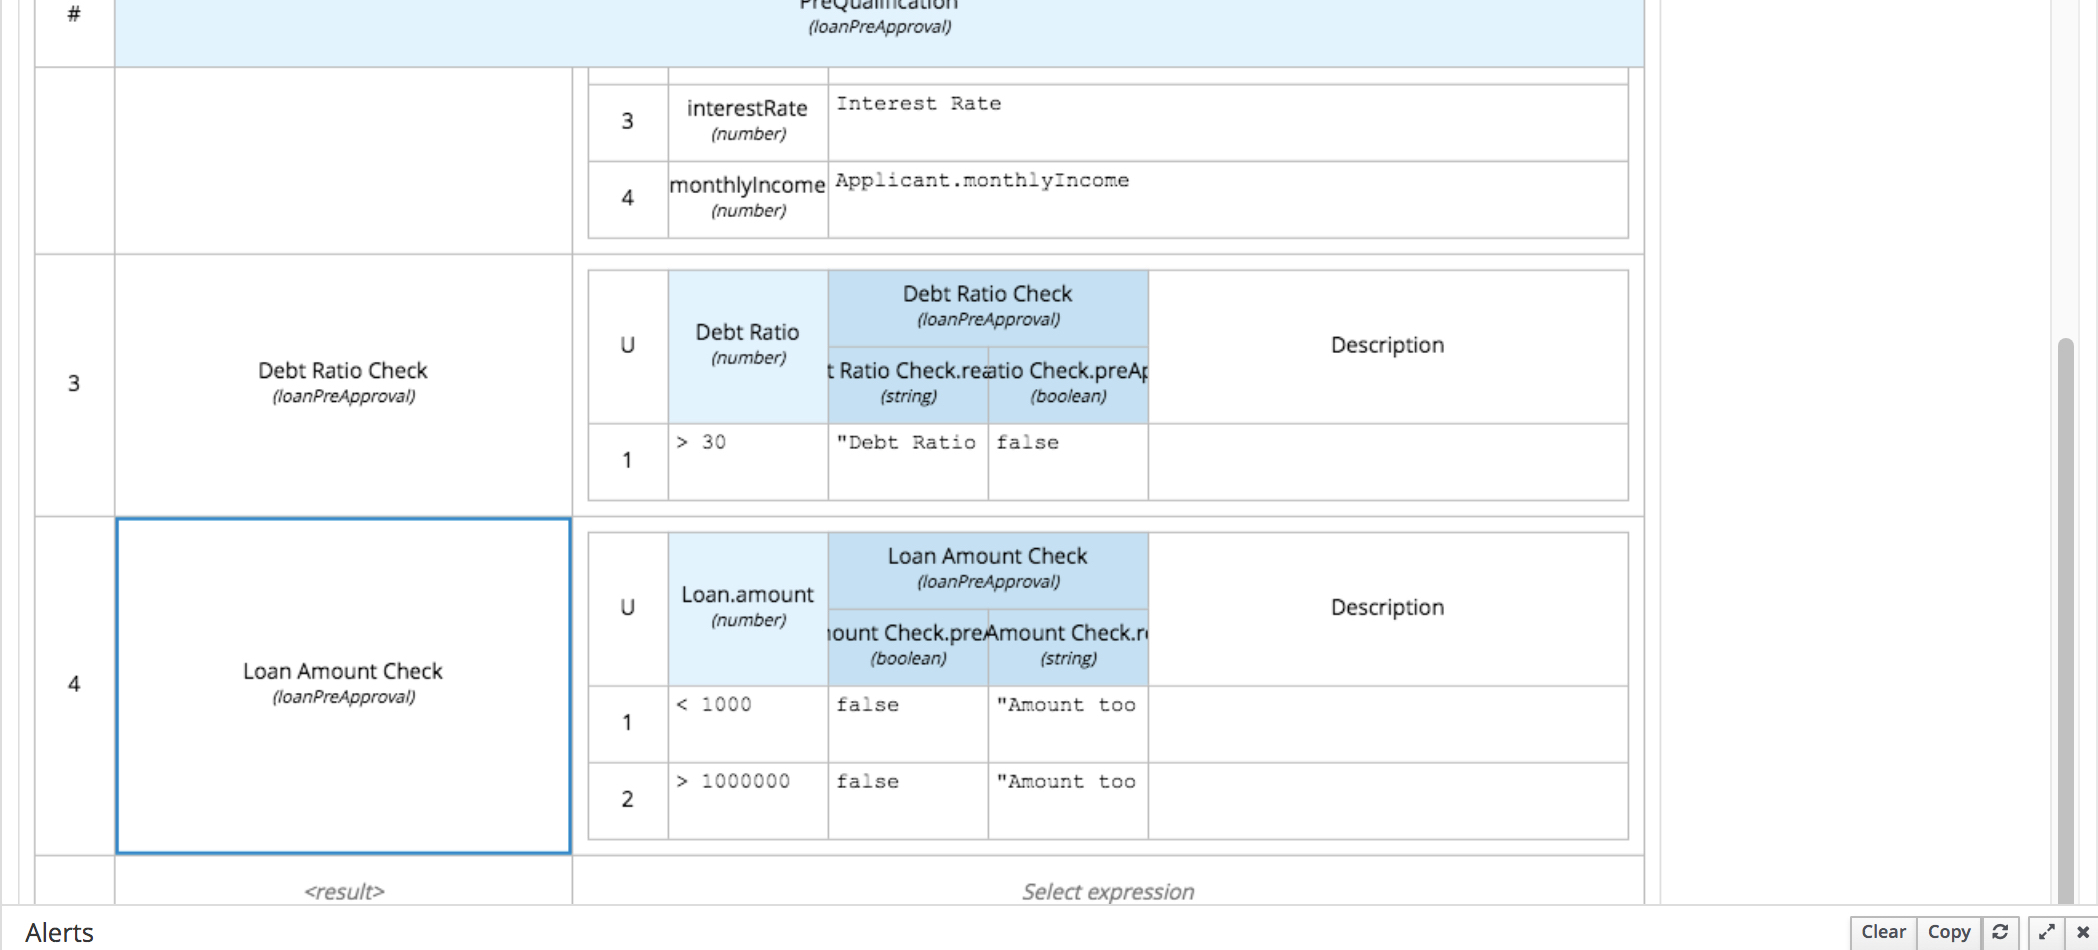 #
PreQualification
(loanPreApproval)
3
interestRate
(number)
Interest Rate
4
monthlyIncome
(number)
Applicant.monthlyIncome
3
Debt Ratio Check
(loanPreApproval)
U
Debt Ratio
(number)
Debt Ratio Check
(loanPreApproval)
t Ratio Check.rea
(string)
atio Check.preAp
(boolean)
Description
1
> 30
"Debt Ratio
false
4
Loan Amount Check
(loanPreApproval)
U
Loan.amount
(number)
Loan Amount Check
(loanPreApproval)
ount Check.preA
(boolean)
Amount Check.r
(string)
Description
1
< 1000
false
"Amount too
2
> 1000000
false
"Amount too
<result>
Select expression
Alerts
Clear
Copy